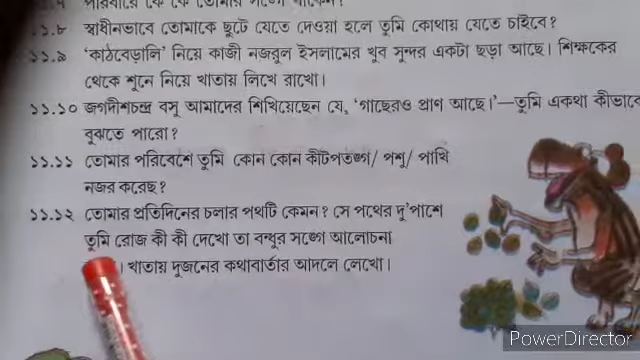 ১১.৮ স্বাধীনভাবে তোমাকে ছুটে যেতে দেওয়া হলে তুমি কোথায় যেতে চাইবে?
১১.৯ 'কাঠবেড়ালি' নিয়ে কাজী নজরুল ইসলামের খুব সুন্দর একটা ছড়া আছে। শিক্ষকের
থেকে শুনে নিয়ে খাতায় লিখে রাখো।
১১.১০ জগদীশচন্দ্র বসু আমাদের শিখিয়েছেন যে, 'গাছেরও প্রাণ আছে।'—তুমি একথা কীভাবে
বুঝতে পারো?
১১.১১ তোমার পরিবেশে তুমি কোন কোন কীটপতঙ্গ/ পশু/ পাখি
নজর করেছ?
১১.১২ তোমার প্রতিদিনের চলার পথটি কেমন? সে পথের দু'পাশে
তুমি রোজ কী কী দেখো তা বন্ধুর সঙ্গে আলোচনা
। খাতায় দুজনের কথাবার্তার আদলে লেখো।
PowerDirector